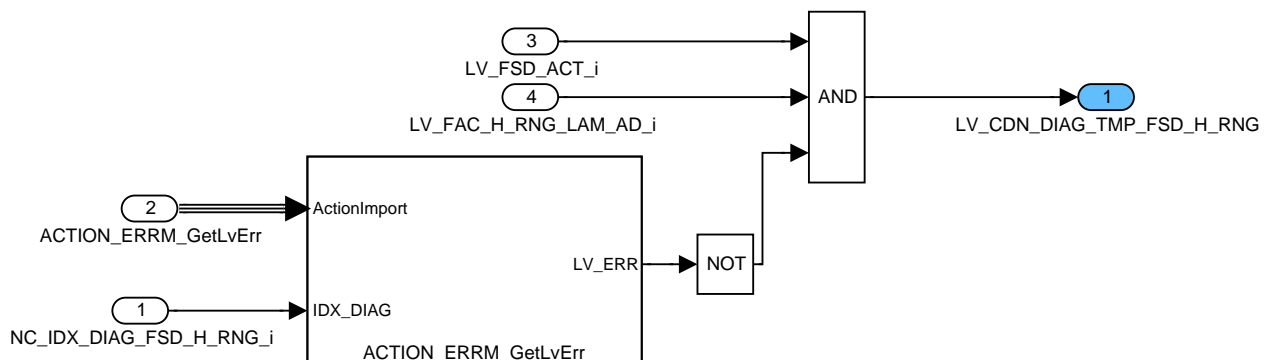 3
LV_FSD_ACT_i
4
LV_FAC_H_RNG_LAM_AD_i
AND
1
LV_CDN_DIAG_TMP_FSD_H_RNG
2
ACTION_ERRM_GetLvErr
ActionImport
LV_ERR
NOT
1
NC_IDX_DIAG_FSD_H_RNG_i
IDX_DIAG
ACTION_ERRM_GetLvErr